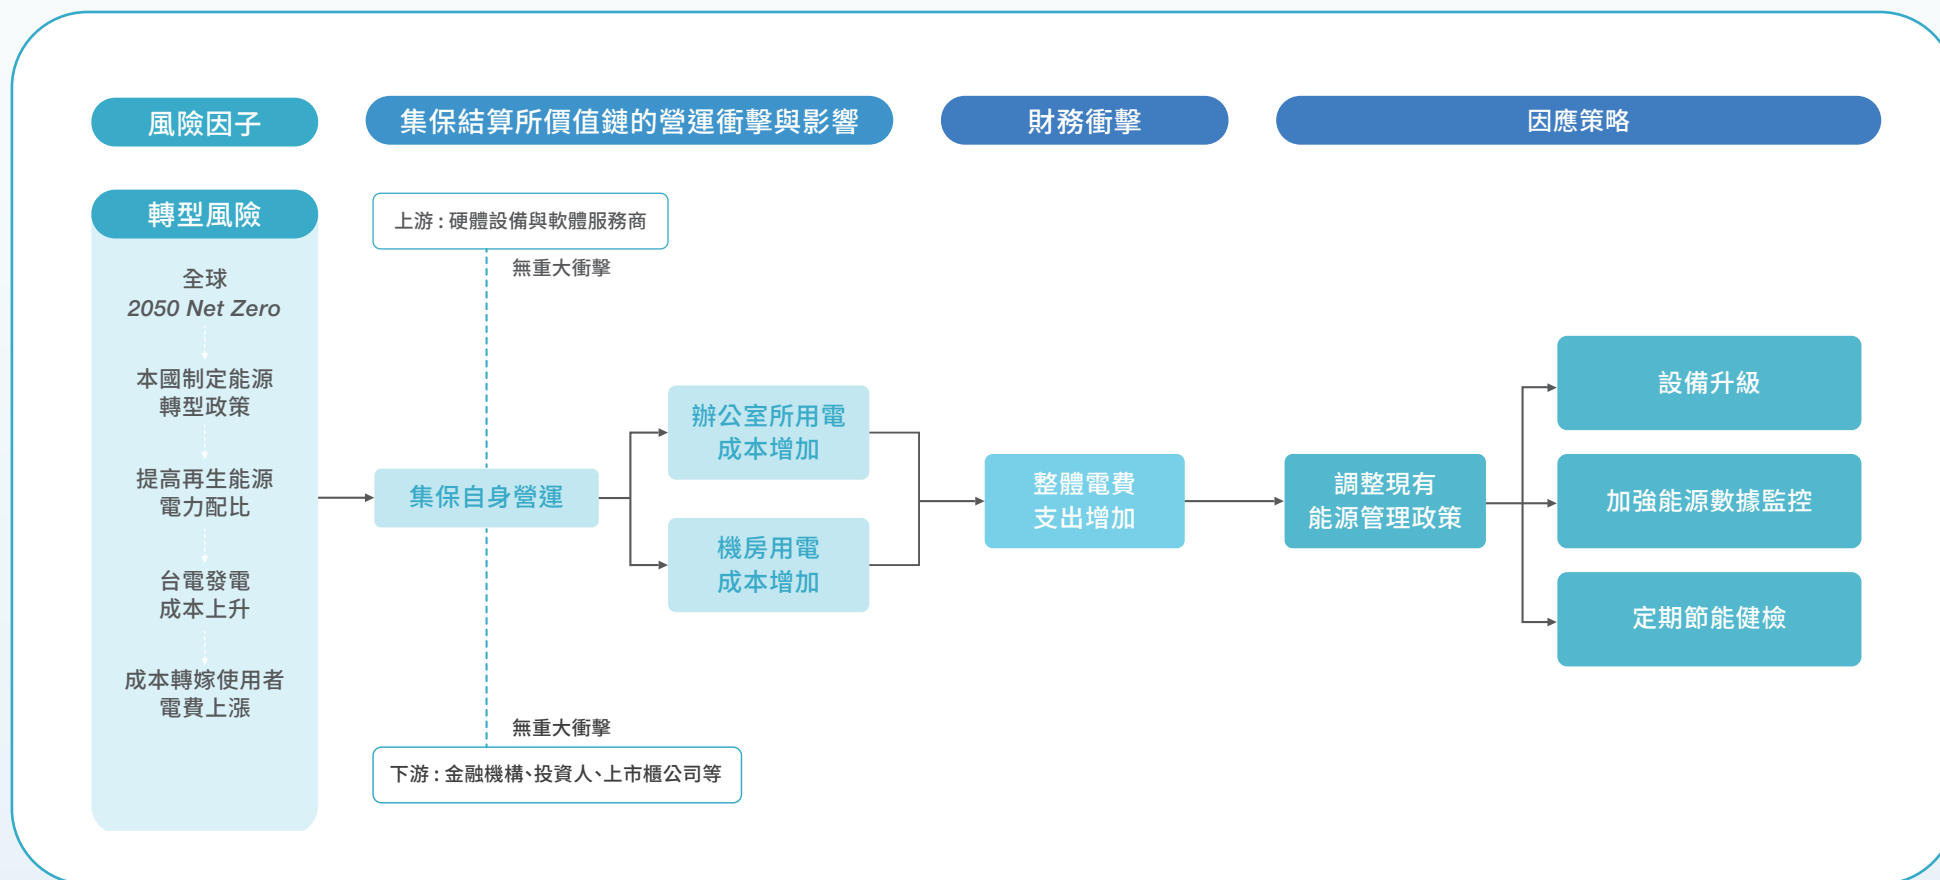 風險因子
集保結算所價值鏈的營運衝擊與影響
財務衝擊
因應策略
轉型風險
全球
2050 Net Zero
本國制定能源
轉型政策
提高再生能源
電力配比
台電發電
成本上升
成本轉嫁使用者
電費上漲
上游 : 硬體設備與軟體服務商
無重大衝擊
集保自身營運
無重大衝擊
下游 : 金融機構、投資人、上市櫃公司等
辦公室所用電
成本增加
機房用電
成本增加
整體電費
支出增加
調整現有
能源管理政策
設備升級
加強能源數據監控
定期節能健檢